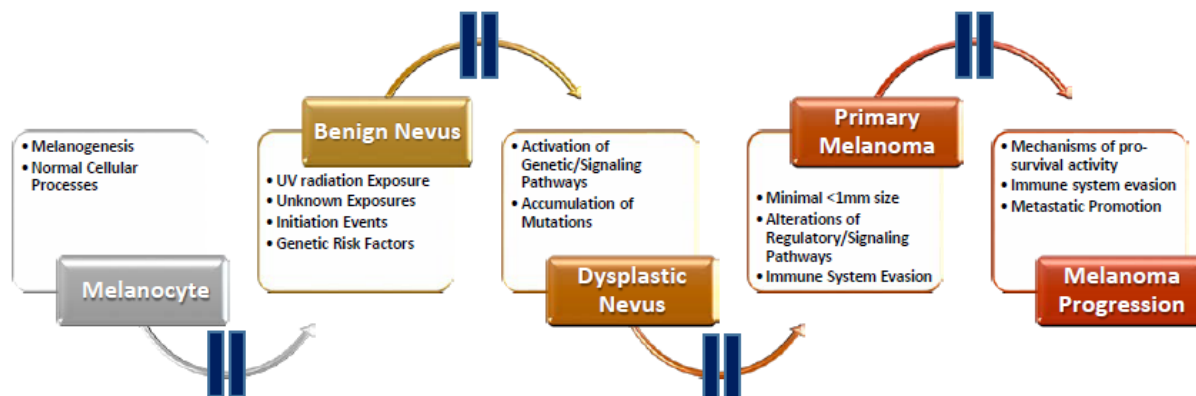 • Melanogenesis
• Normal Cellular
Processes
Melanocyte
Benign Nevus
• UV radiation Exposure
• Unknown Exposures
• Initiation Events
• Genetic Risk Factors
• Activation of
Genetic/Signaling
Pathways
• Accumulation of
Mutations
Dysplastic
Nevus
Primary
Melanoma
• Minimal <1mm size
• Alterations of
Regulatory/Signaling
Pathways
• Immune System Evasion
• Mechanisms of pro-
survival activity
• Immune system evasion
• Metastatic Promotion
Melanoma
Progression